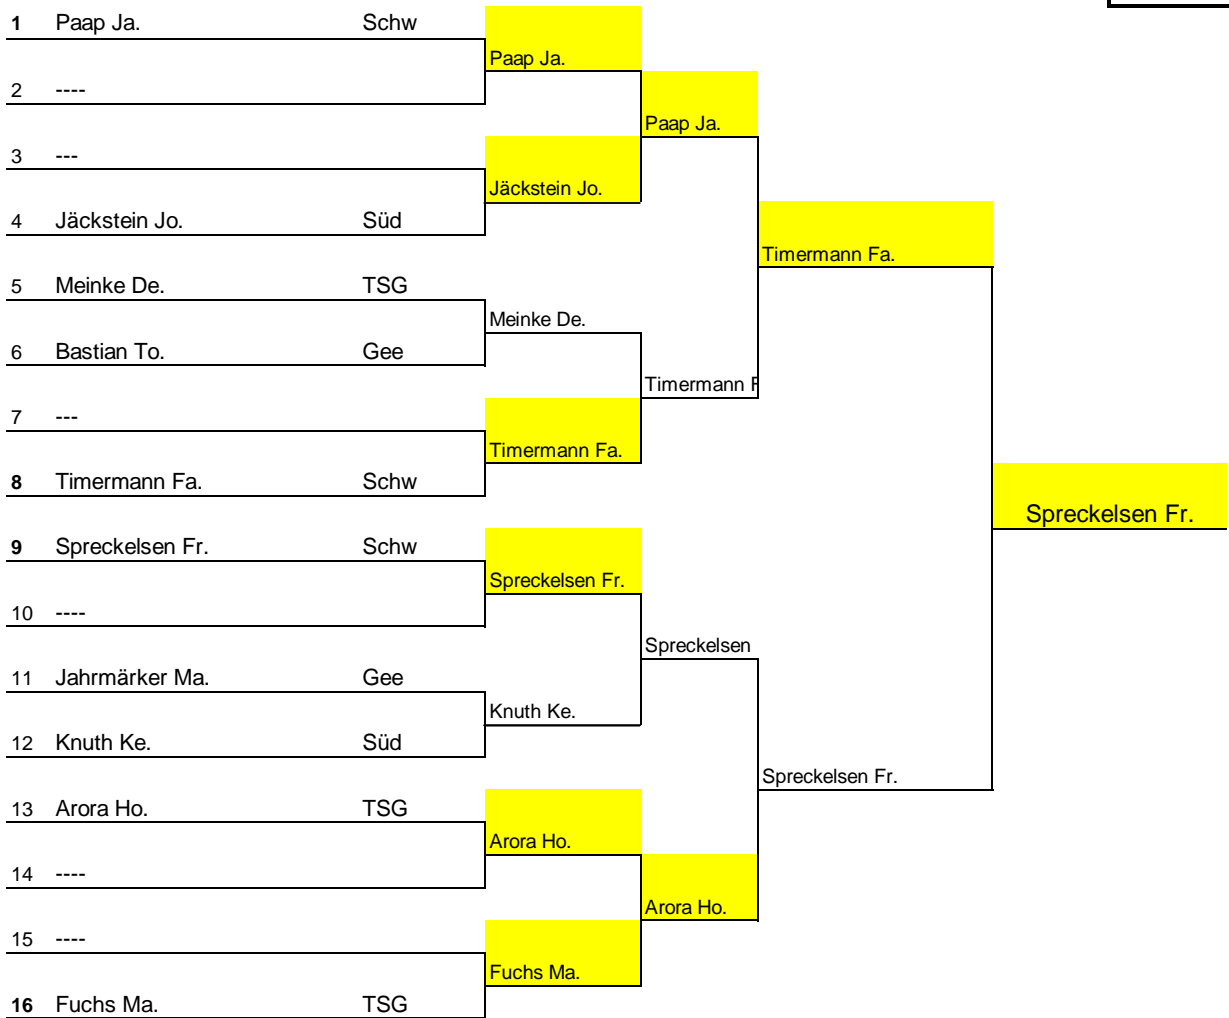 1 Paap Ja. Schw
Paap Ja.
2 ----
Paap Ja.
3 ---
Jäckstein Jo.
4 Jäckstein Jo. Süd
Timermann Fa.
5 Meinke De. TSG
Meinke De.
6 Bastian To. Gee
Timermann F
7 ---
Timermann Fa.
8 Timermann Fa. Schw
Spreckelsen Fr.
9 Spreckelsen Fr. Schw
Spreckelsen Fr.
10 ----
Spreckelsen
11 Jahrmärker Ma. Gee
Knuth Ke.
12 Knuth Ke. Süd
Spreckelsen Fr.
13 Arora Ho. TSG
Arora Ho.
14 ----
Arora Ho.
15 ----
Fuchs Ma.
16 Fuchs Ma. TSG